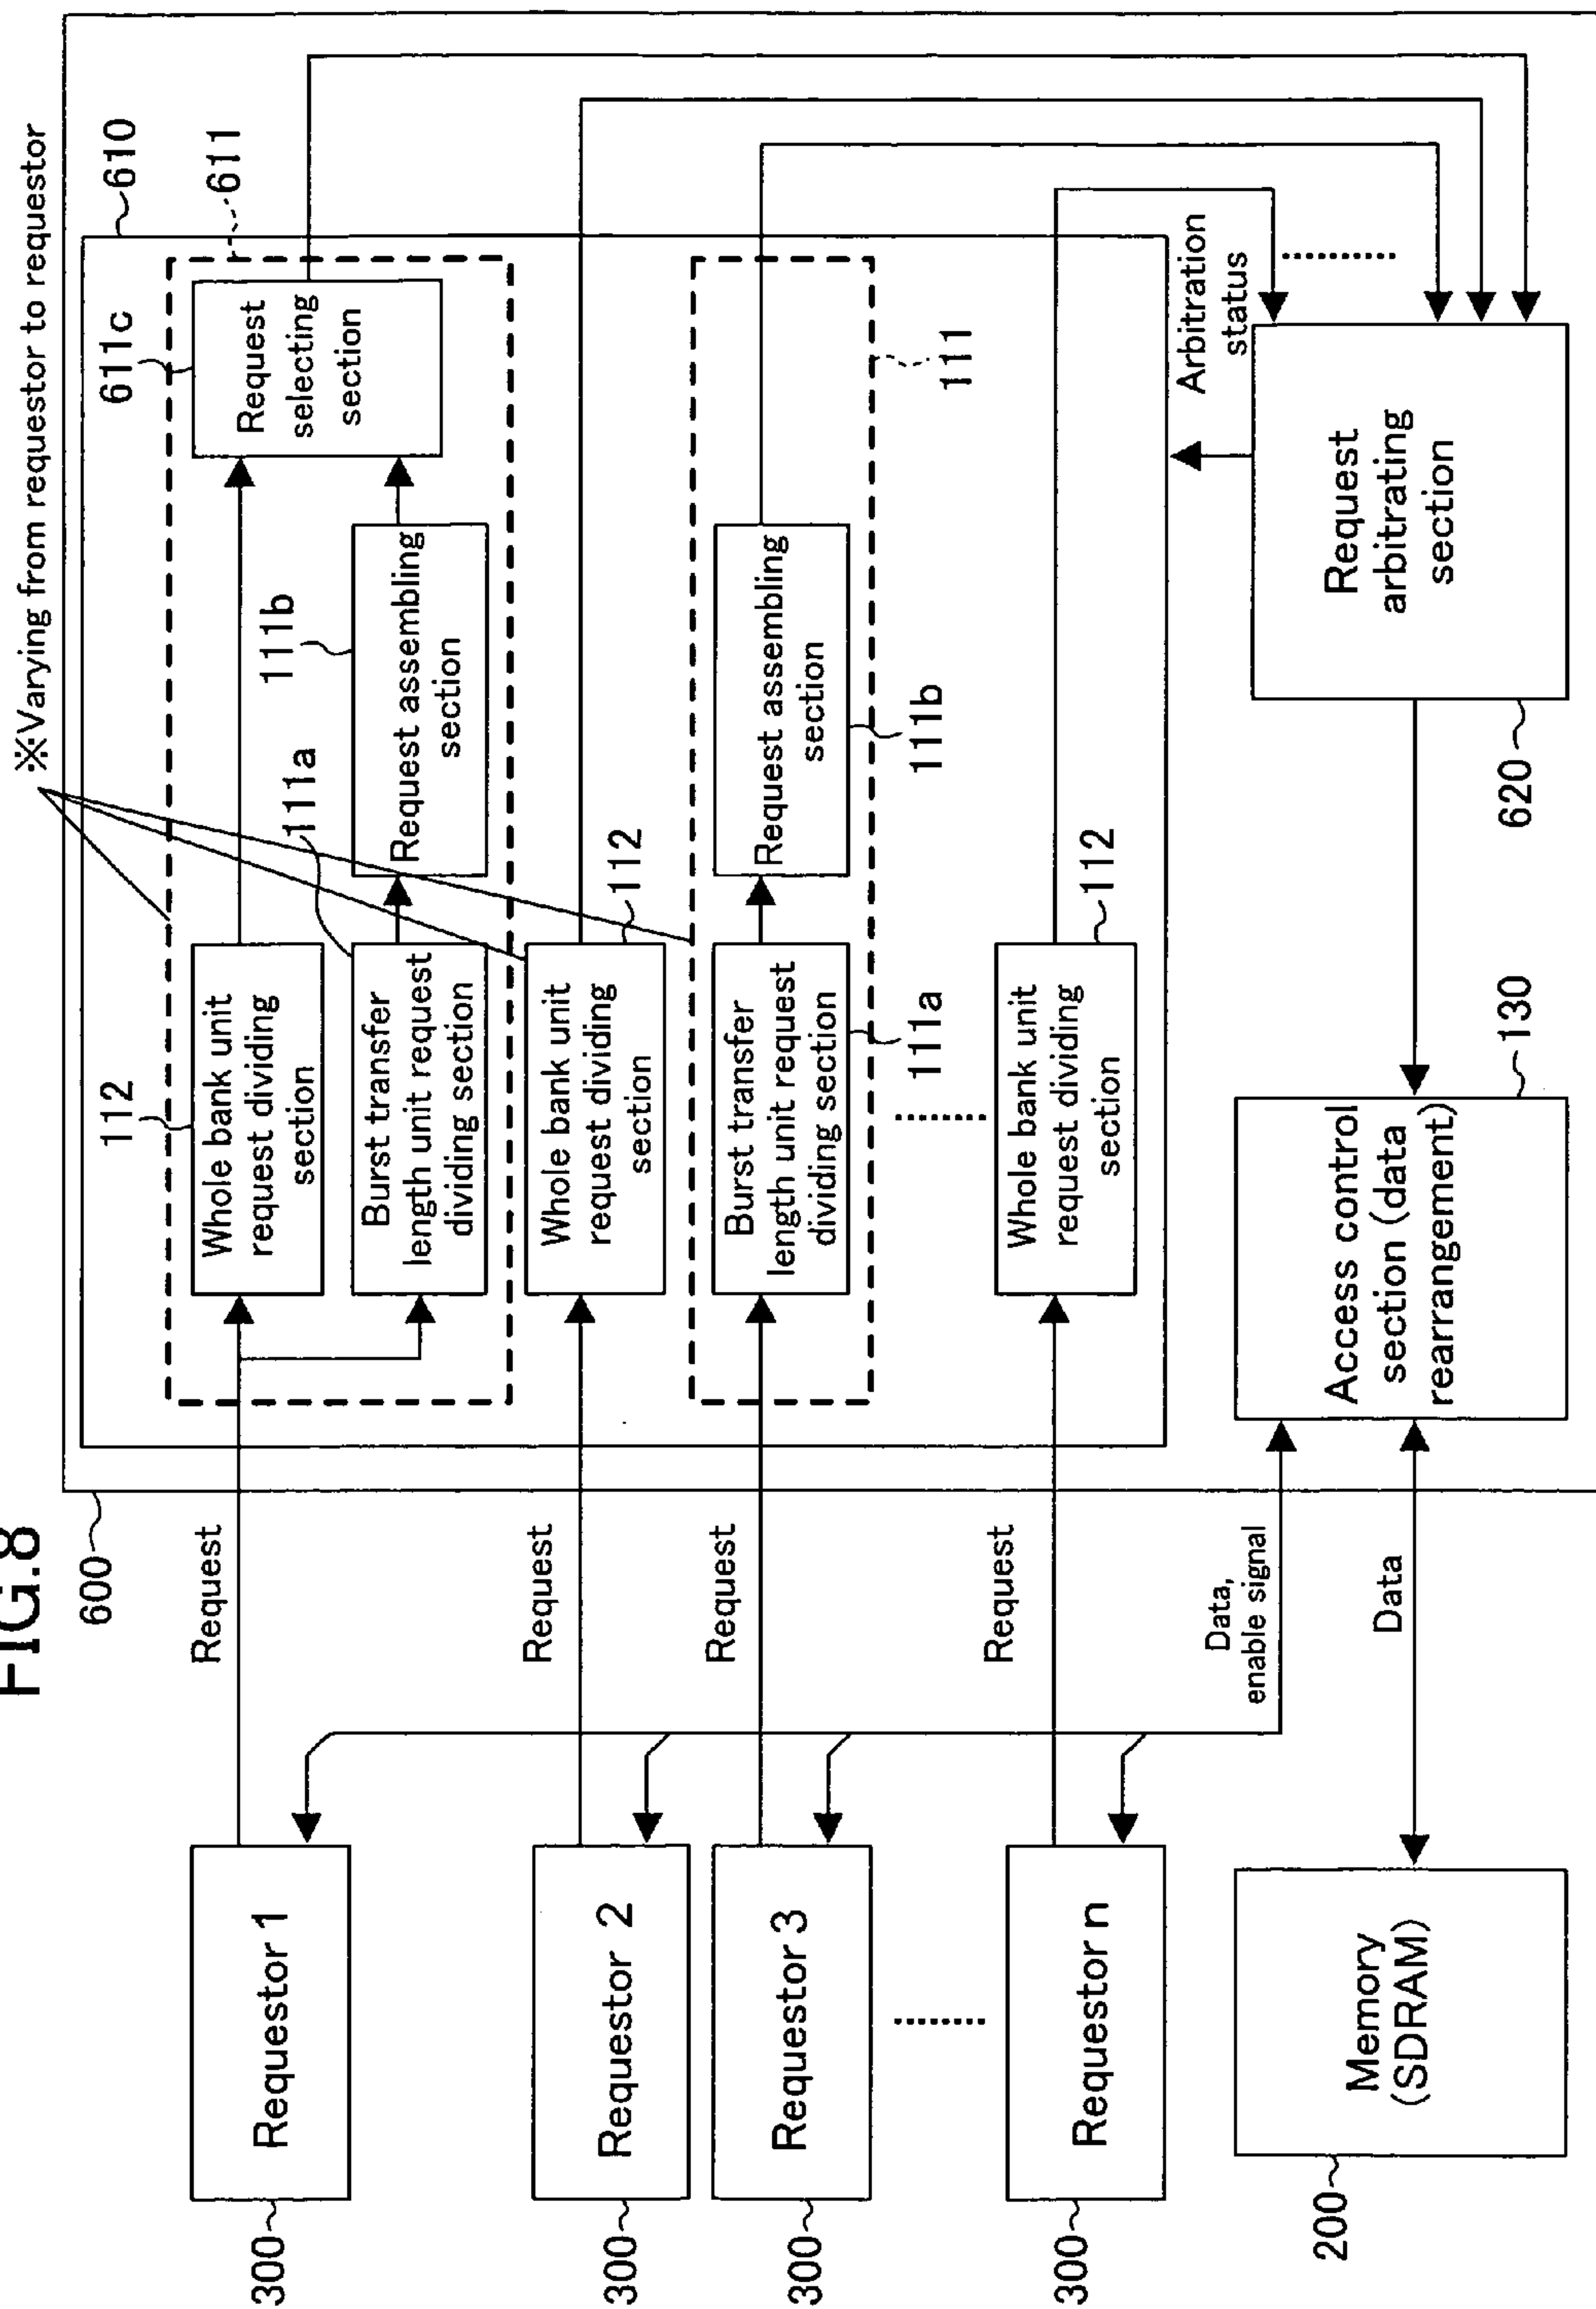 FIG.8
※Varying from requestor to requestor
600
610
611
611c
Request
selecting
section
111b
Request assembling
section
111a
112
Whole bank unit
request dividing
section
Burst transfer
length unit request
dividing section
Request
Requestor 1
300
112
Whole bank unit
request dividing
section
Request
Requestor 2
300
111
Request assembling
section
111b
Burst transfer
length unit request
dividing section
111a
Request
Requestor 3
300
112
Whole bank unit
request dividing
section
Request
Requestor n
300
Arbitration
status
Request
arbitrating
section
620
130
Access control
section (data
rearrangement)
Data,
enable signal
Data
Memory
(SDRAM)
200